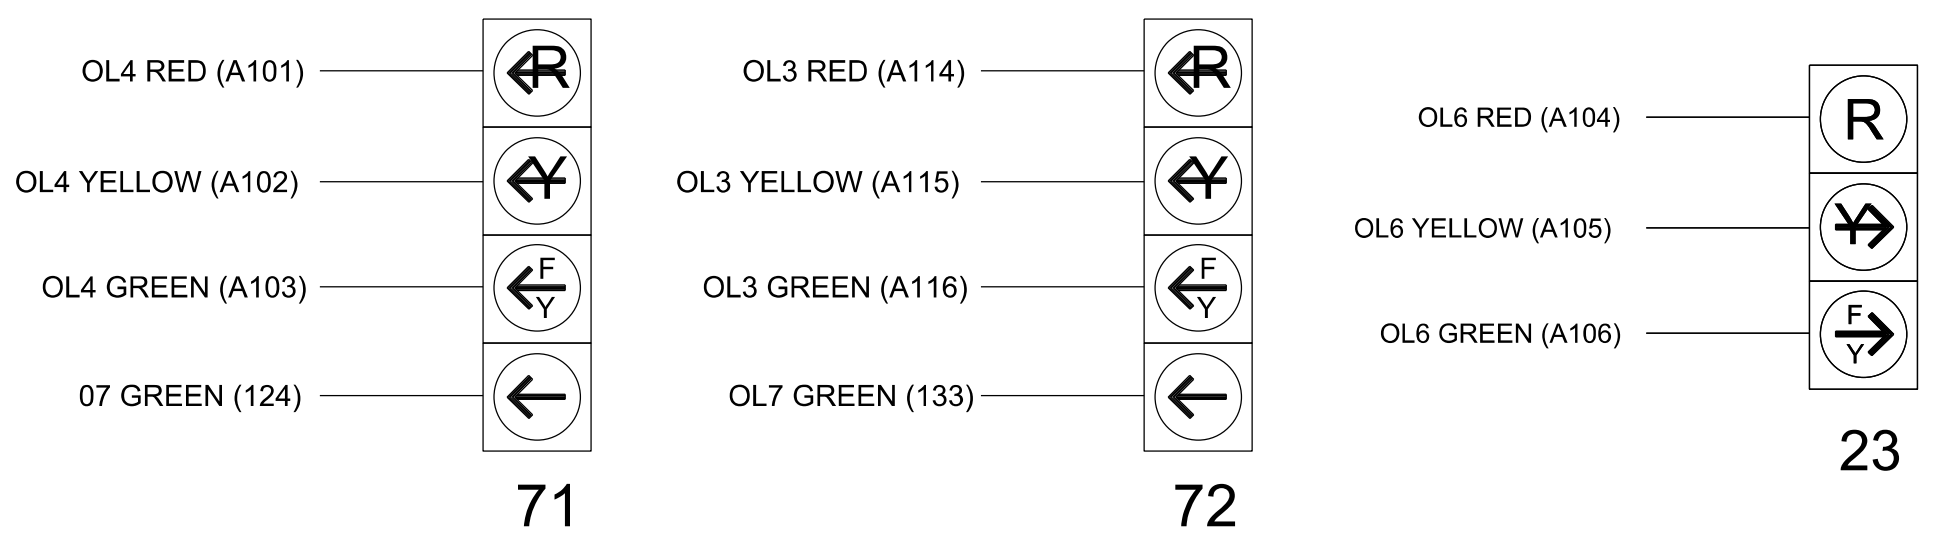 OL4 RED (A101)
R
OL4 YELLOW (A102)
Y
OL4 GREEN (A103)
F
Y
07 GREEN (124)
71
OL3 RED (A114)
R
OL3 YELLOW (A115)
Y
OL3 GREEN (A116)
F
Y
OL7 GREEN (133)
72
OL6 RED (A104)
R
OL6 YELLOW (A105)
Y
OL6 GREEN (A106)
F
Y
23